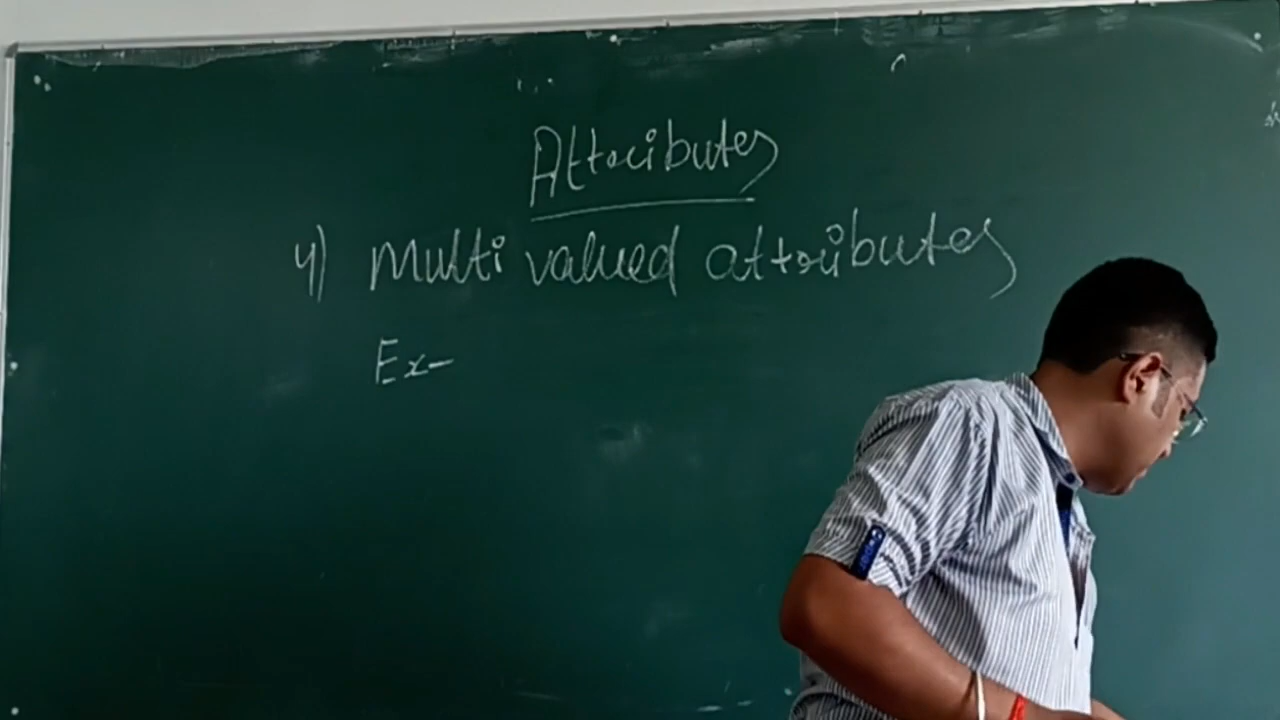 Attributes
4) Multi valued attributes
Ex-